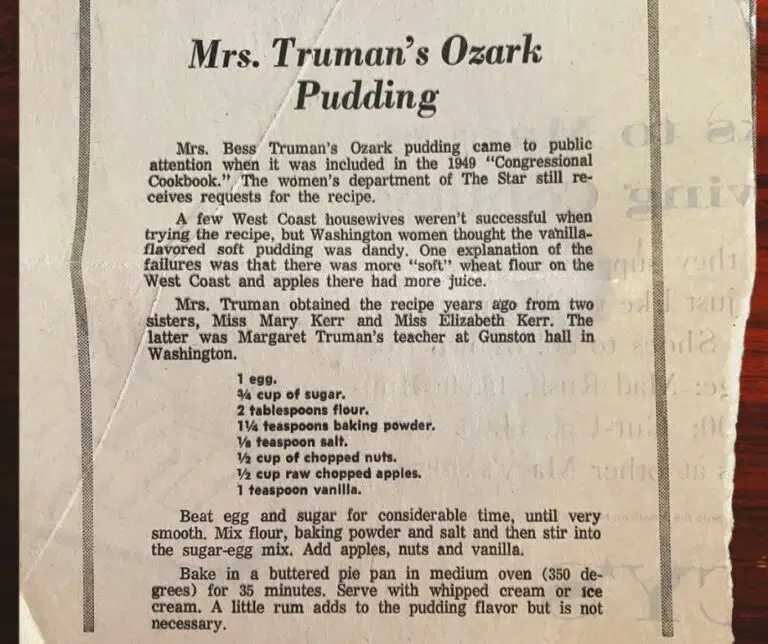 Mrs. Truman's Ozark
Pudding
Mrs. Bess Truman's Ozark pudding came to public
attention when it was included in the 1949 "Congressional
Cookbook." The women's department of The Star still re-
ceives requests for the recipe.
A few West Coast housewives weren't successful when
trying the recipe, but Washington women thought the vanilla-
flavored soft pudding was dandy. One explanation of the
failures was that there was more "soft" wheat flour on the
West Coast and apples there had more juice.
Mrs. Truman obtained the recipe years ago from two
sisters, Miss Mary Kerr and Miss Elizabeth Kerr. The
latter was Margaret Truman's teacher at Gunston hall in
Washington.
1 egg.
¾ cup of sugar.
2 tablespoons flour.
1¼ teaspoons baking powder.
⅛ teaspoon salt.
½ cup of chopped nuts.
½ cup raw chopped apples.
1 teaspoon vanilla.
Beat egg and sugar for considerable time, until very
smooth. Mix flour, baking powder and salt and then stir into
the sugar-egg mix. Add apples, nuts and vanilla.
Bake in a buttered pie pan in medium oven (350 de-
grees) for 35 minutes. Serve with whipped cream or ice
cream. A little rum adds to the pudding flavor but is not
necessary.